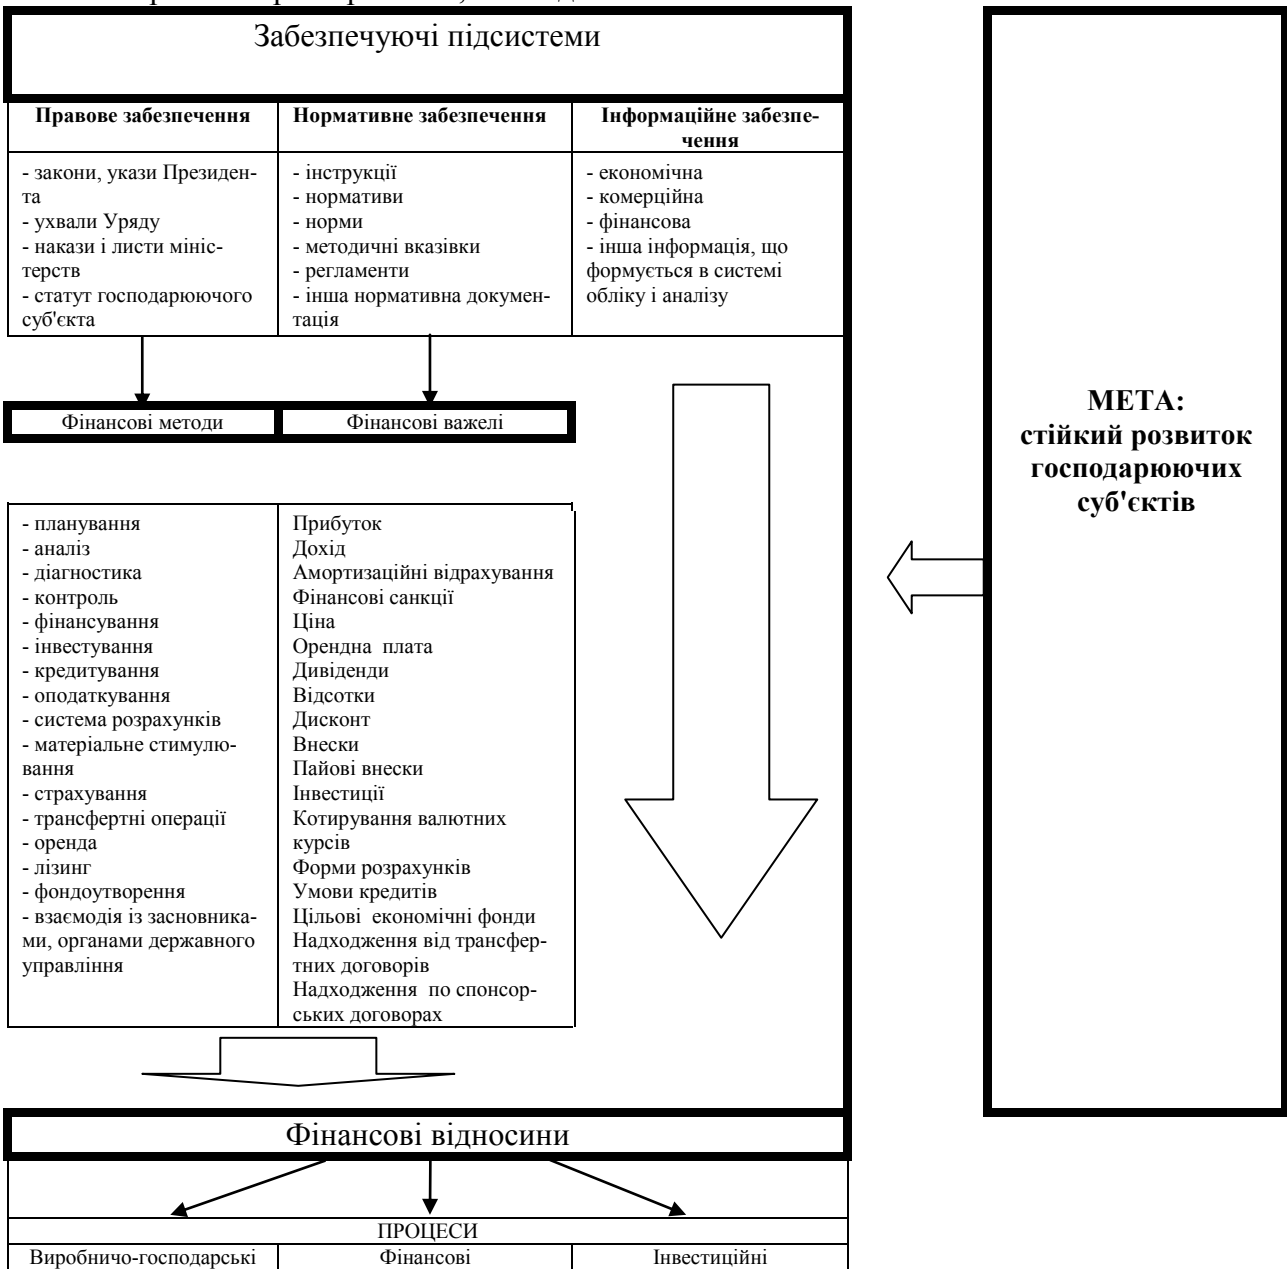 Забезпечуючі підсистеми
Правове забезпечення
- закони, укази Президен-
та
- ухвали Уряду
- накази і листи мініс-
терств
- статут господарюючого
суб'єкта
Нормативне забезпечення
- інструкції
- нормативи
- норми
- методичні вказівки
- регламенти
- інша нормативна докумен-
тація
Інформаційне забезпе-
чення
- економічна
- комерційна
- фінансова
- інша інформація, що
формується в системі
обліку і аналізу
Фінансові методи
- планування
- аналіз
- діагностика
- контроль
- фінансування
- інвестування
- кредитування
- оподаткування
- система розрахунків
- матеріальне стимулю-
вання
- страхування
- трансфертні операції
- оренда
- лізинг
- фондоутворення
- взаємодія із засновника-
ми, органами державного
управління
Фінансові важелі
Прибуток
Дохід
Амортизаційні відрахування
Фінансові санкції
Ціна
Орендна плата
Дивіденди
Відсотки
Дисконт
Внески
Пайові внески
Інвестиції
Котирування валютних
курсів
Форми розрахунків
Умови кредитів
Цільові економічні фонди
Надходження від трансфер-
тних договорів
Надходження по спонсор-
ських договорах
МЕТА:
стійкий розвиток
господарюючих
суб'єктів
Фінансові відносини
ПРОЦЕСИ
Виробничо-господарські
Фінансові
Інвестиційні